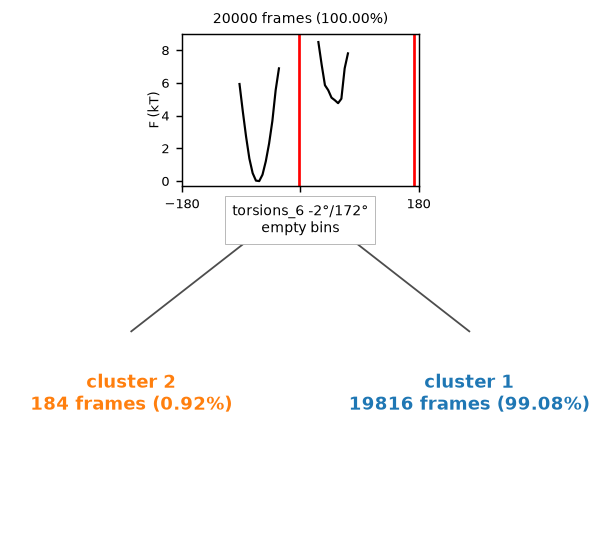 20000 frames (100.00%)
F (kT)
8
6
4
2
0
−180
180
torsions_6 -2°/172°
empty bins
cluster 2
184 frames (0.92%)
cluster 1
19816 frames (99.08%)